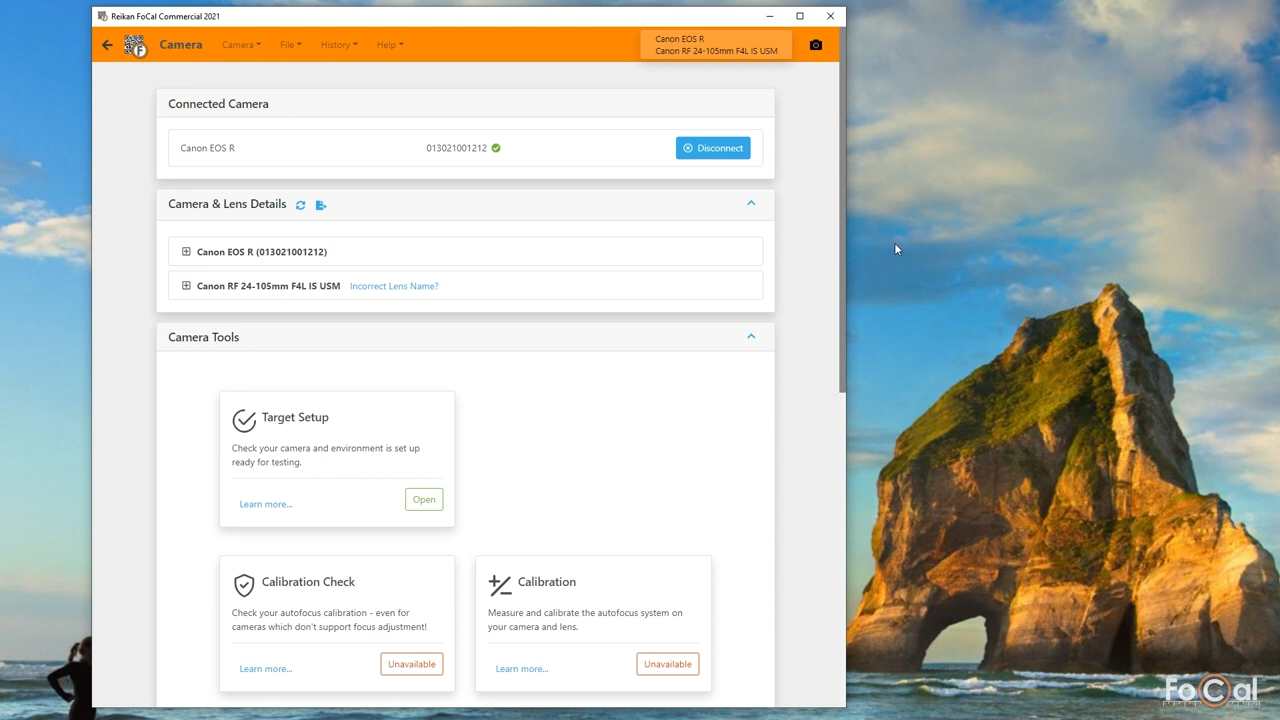 Reikan FoCal Commercial 2021
Camera
Camera
File
History
Help
Canon EOS R
Canon RF 24-105mm F4L IS USM
Connected Camera
Canon EOS R
013021001212
Disconnect
Camera & Lens Details
Canon EOS R (013021001212)
Canon RF 24-105mm F4L IS USM
Incorrect Lens Name?
Camera Tools
Target Setup
Check your camera and environment is set up
ready for testing.
Learn more...
Open
Calibration Check
Check your autofocus calibration - even for
cameras which don't support focus adjustment!
Learn more...
Unavailable
Calibration
Measure and calibrate the autofocus system on
your camera and lens.
Learn more...
Unavailable
FoCal